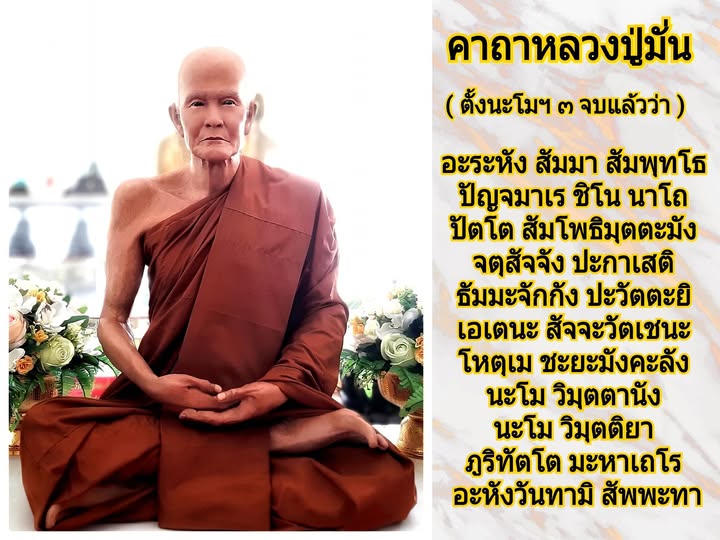 คาถาหลวงปู่มั่น
( ตั้งนะโมฯ ๓ จบแล้วว่า )
อะระหัง สัมมา สัมพุทโธ
ปัญจมาเร ชิโน นาโถ
ปัตโต สัมโพธิมุตตะมัง
จตุสัจจัง ปะกาเสติ
ธัมมะจักกัง ปะวัตตะยิ
เอเตนะ สัจจะวัตเชนะ
โหตุเม ชะยะมังคะลัง
นะโม วิมุตตานัง
นะโม วิมุตติยา
ภูริทัตโต มะหาเถโร
อะหังวันทามิ สัพพะทา